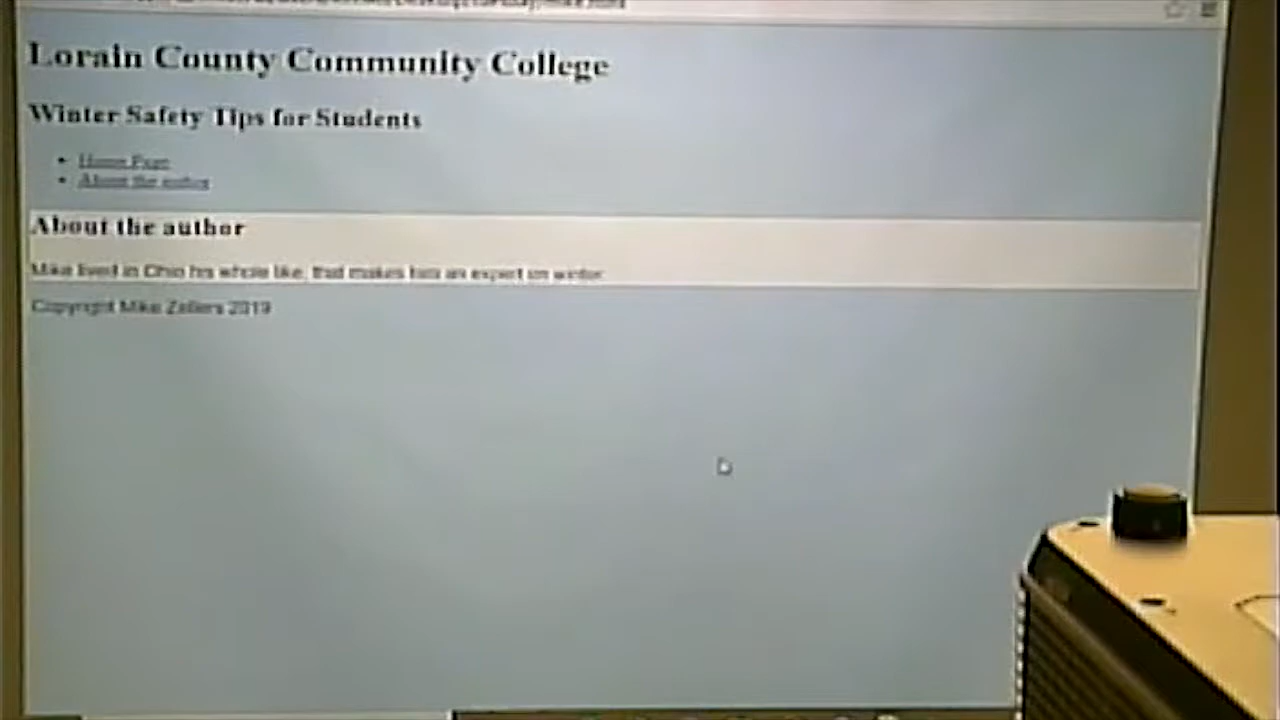 Lorain County Community College
Winter Safety Tips for Students
Home Page
About the author
About the author
Mike lived in Ohio his whole like, that makes him an expert on winter.
Copyright Mike Zellers 2019